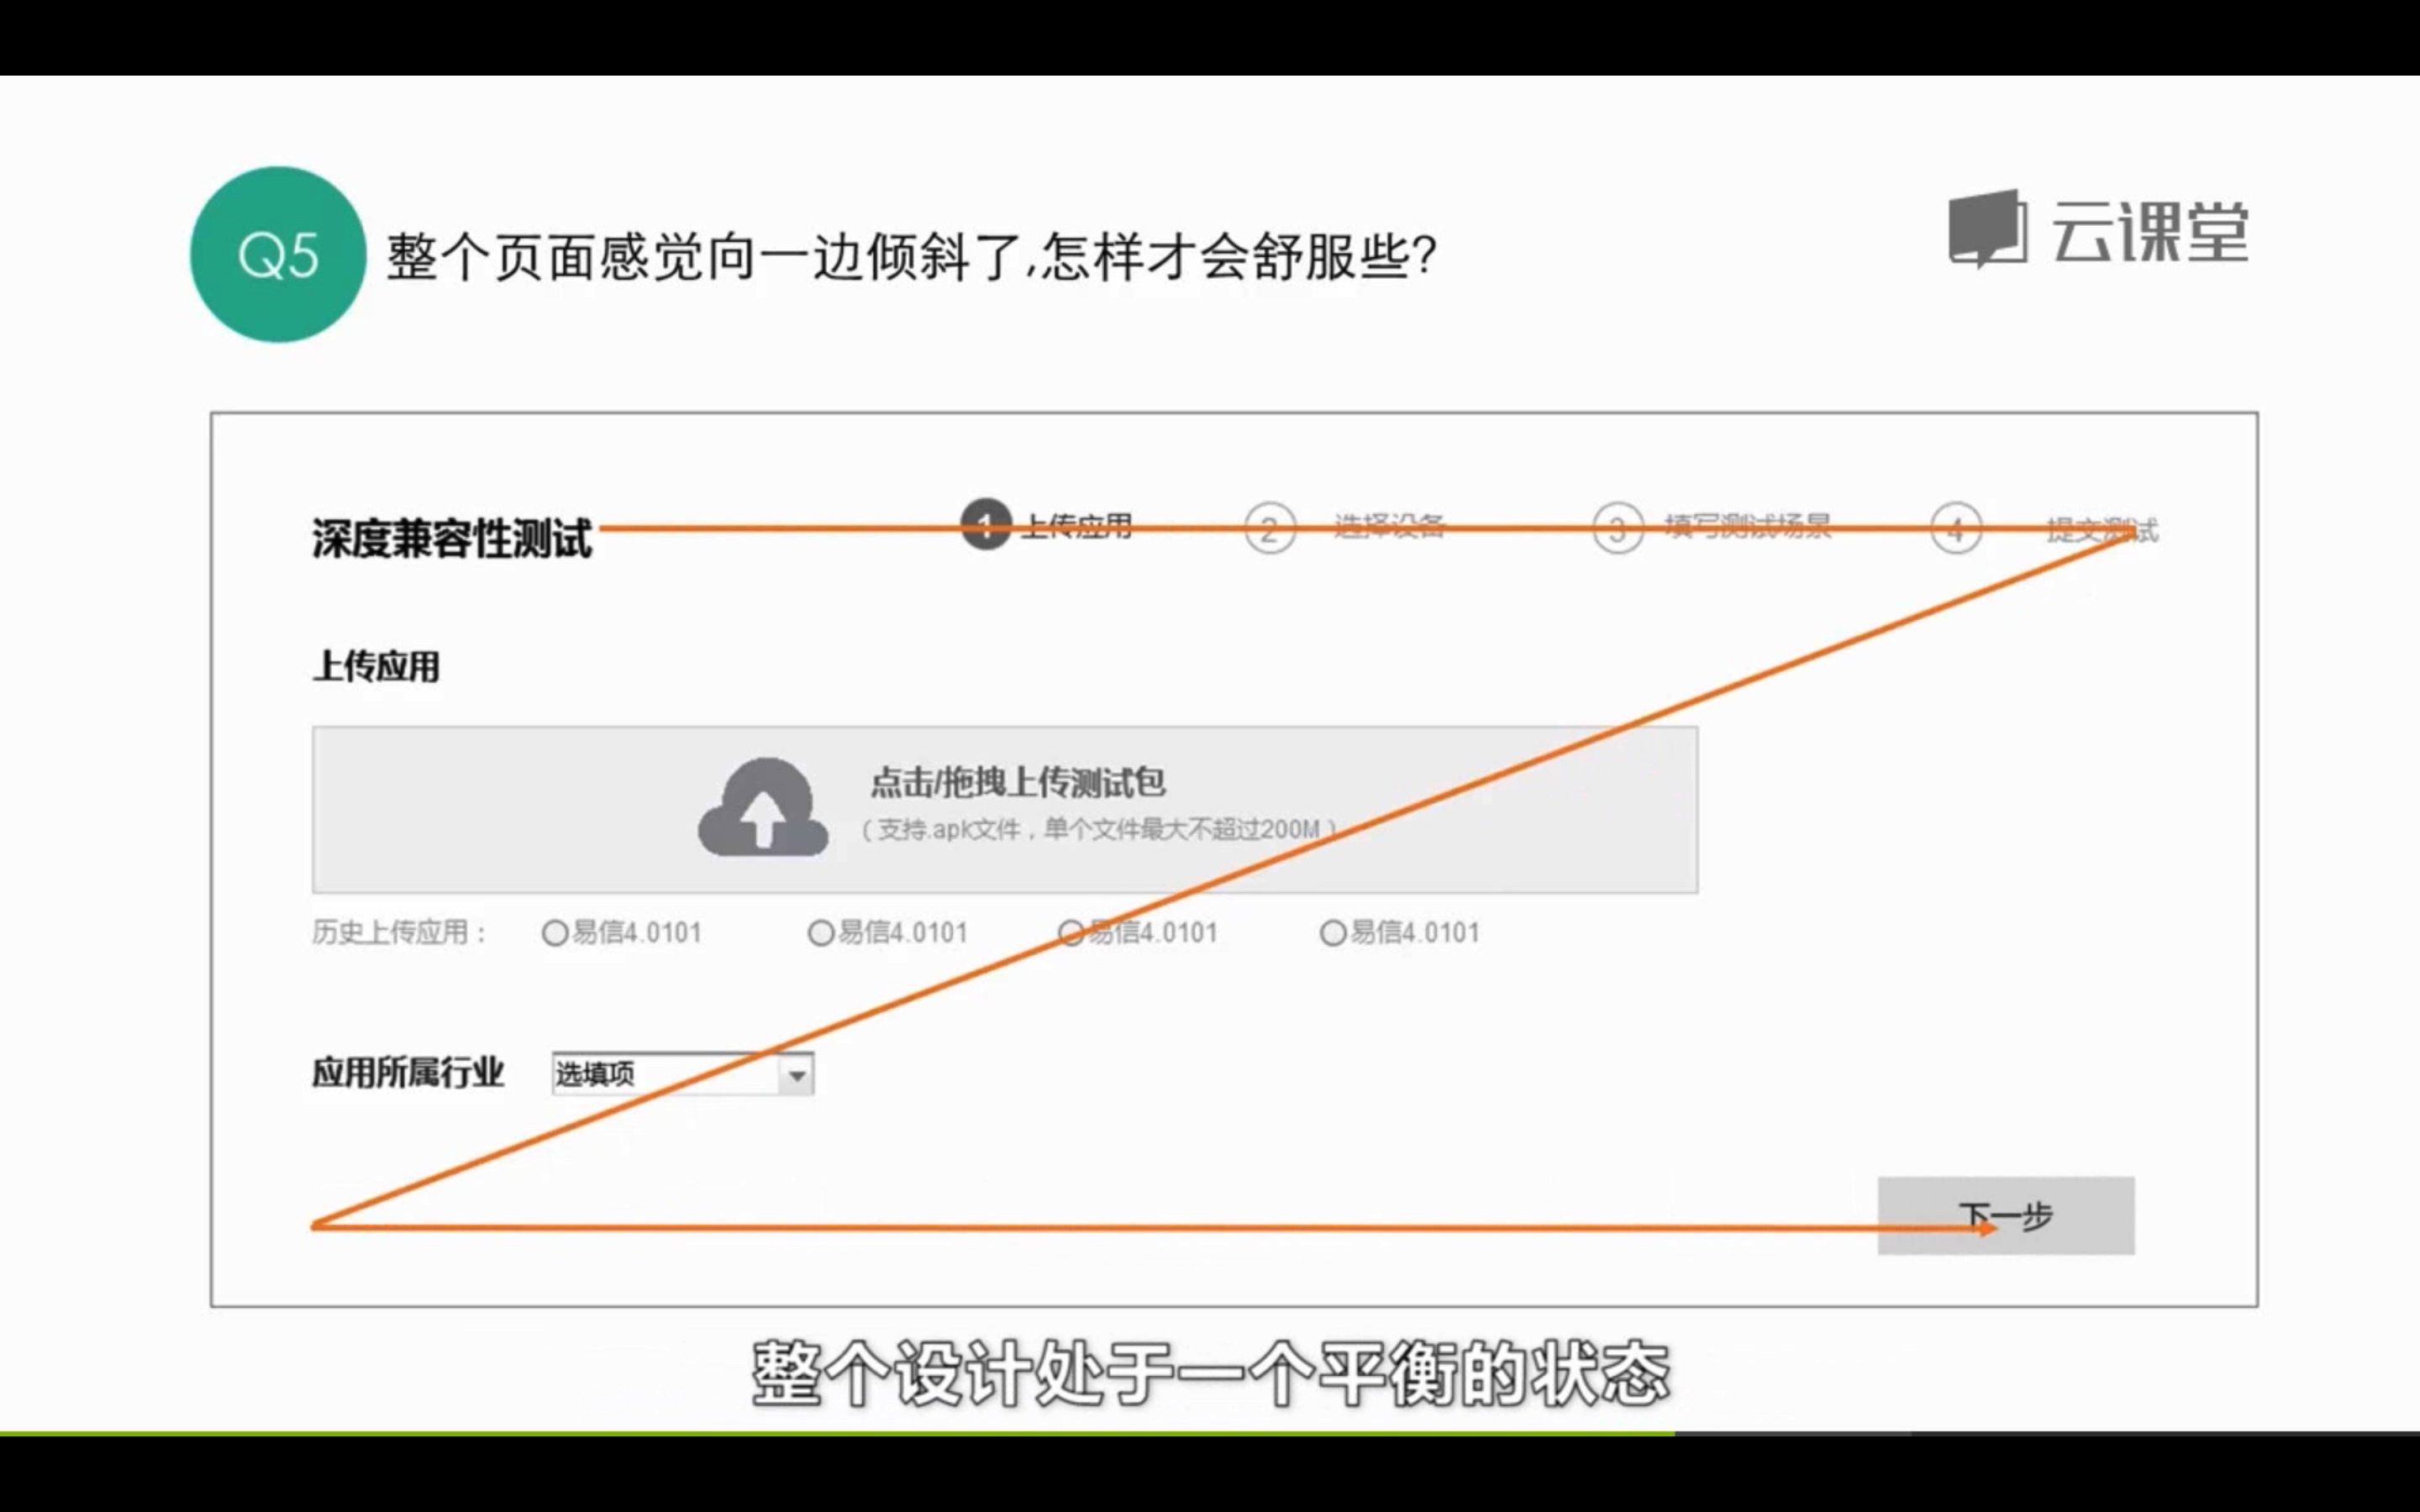 Q5
整个页面感觉向一边倾斜了,怎样才会舒服些?
云课堂
深度兼容性测试
1 上传应用
2 选择设备
3 填写测试场景
4 提交测试
上传应用
点击/拖拽上传测试包
（支持.apk文件，单个文件最大不超过200M）
历史上传应用： 易信4.0101 易信4.0101 易信4.0101 易信4.0101
应用所属行业 选填项
下一步
整个设计处于一个平衡的状态